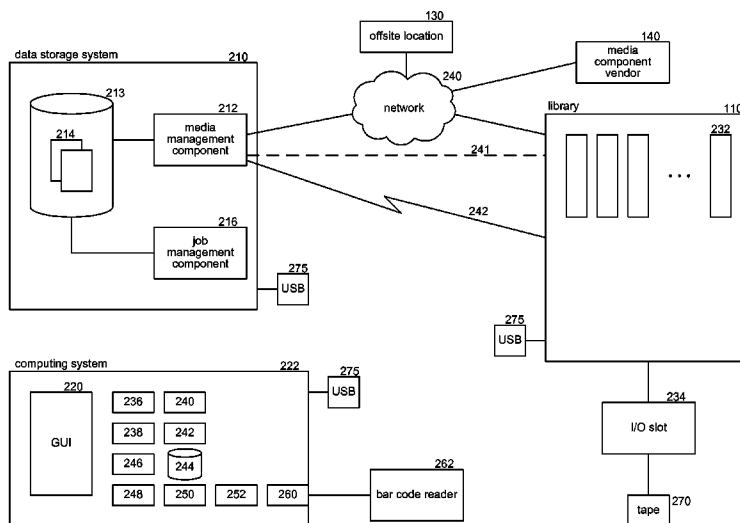 130
offsite location
140
media
component
vendor
data storage system
210
240
network
213
212
media
management
component
214
library
110
232
241
242
216
job
management
component
275
USB
275
USB
computing system
222
275
USB
220
GUI
236
240
238
242
246
244
248
250
252
260
262
bar code reader
234
I/O slot
270
tape